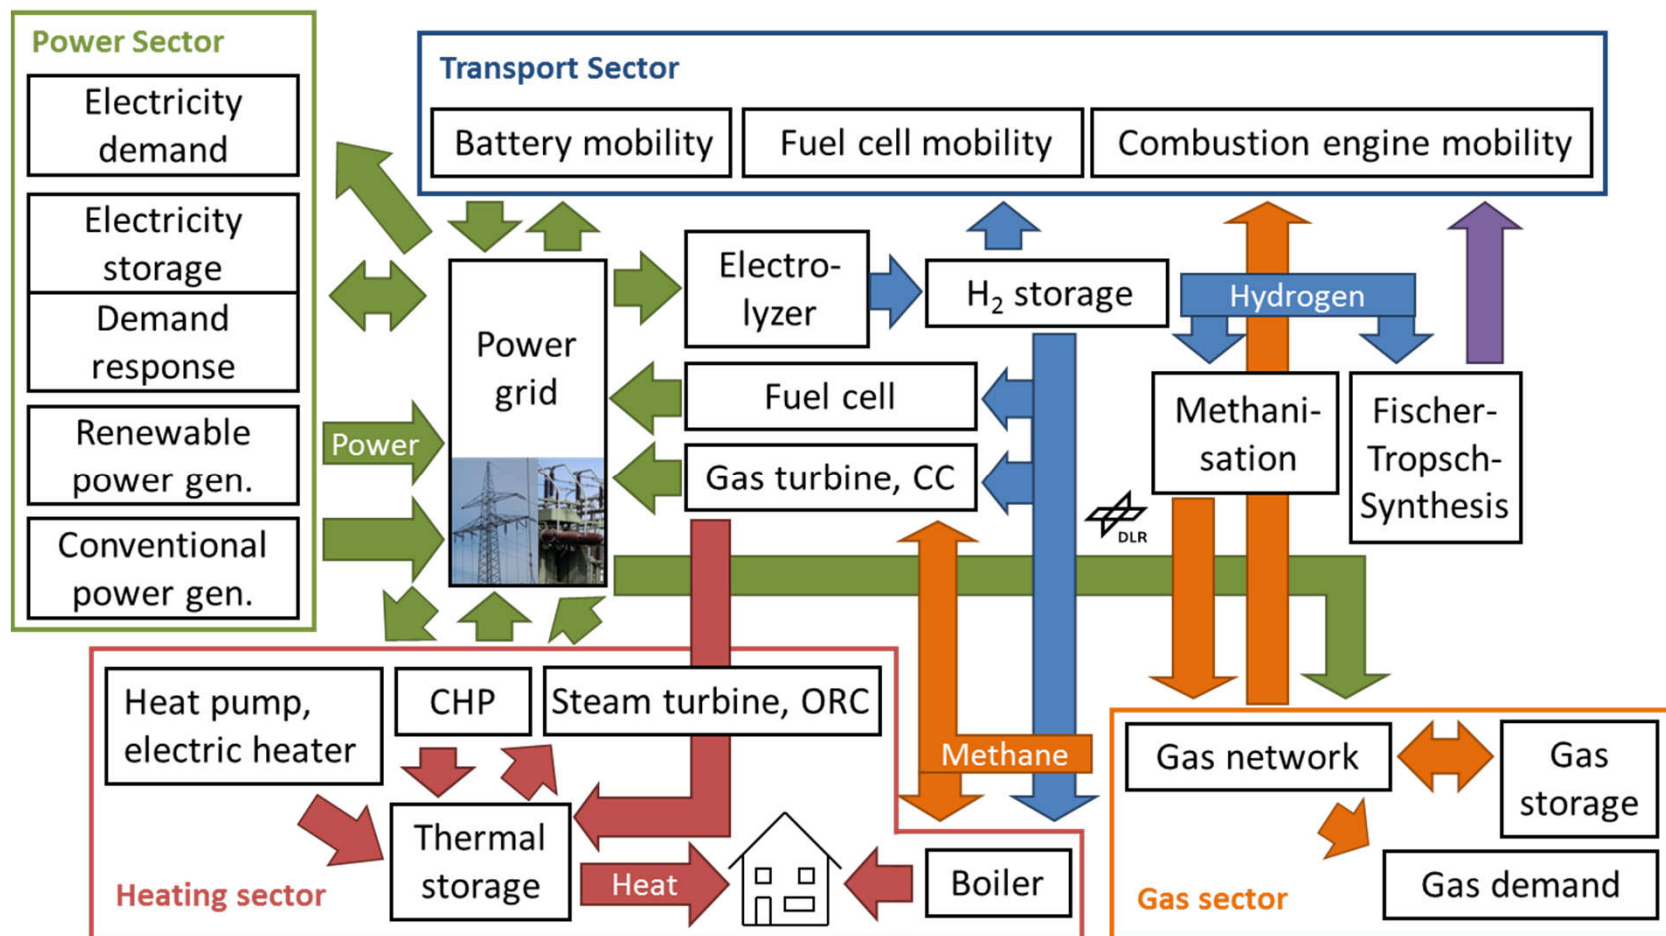 Power Sector
Electricity
demand
Electricity
storage
Demand
response
Renewable
power gen.
Conventional
power gen.
Transport Sector
Battery mobility
Fuel cell mobility
Combustion engine mobility
Power
Power
grid
Electro-
lyzer
H₂ storage
Hydrogen
Fuel cell
Gas turbine, CC
Methani-
sation
Fischer-
Tropsch-
Synthesis
DLR
Heat pump,
electric heater
CHP
Steam turbine, ORC
Methane
Thermal
storage
Heat
Boiler
Heating sector
Gas network
Gas
storage
Gas demand
Gas sector